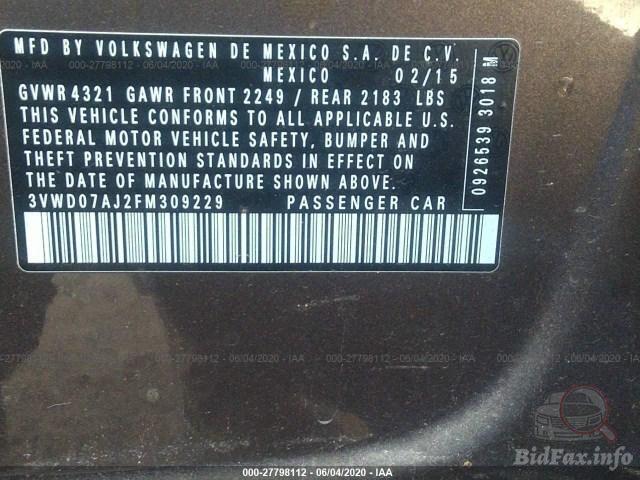 MFD BY VOLKSWAGEN DE MEXICO S.A. DE C.V.
MEXICO 02/15
GVWR 4321 GAWR FRONT 2249 / REAR 2183 LBS
THIS VEHICLE CONFORMS TO ALL APPLICABLE U.S.
FEDERAL MOTOR VEHICLE SAFETY, BUMPER AND
THEFT PREVENTION STANDARDS IN EFFECT ON
THE DATE OF MANUFACTURE SHOWN ABOVE.
3VWD07AJ2FM309229 PASSENGER CAR
0926539 3018 M
000-27798112 - 06/04/2020 - IAA
BidFax.info